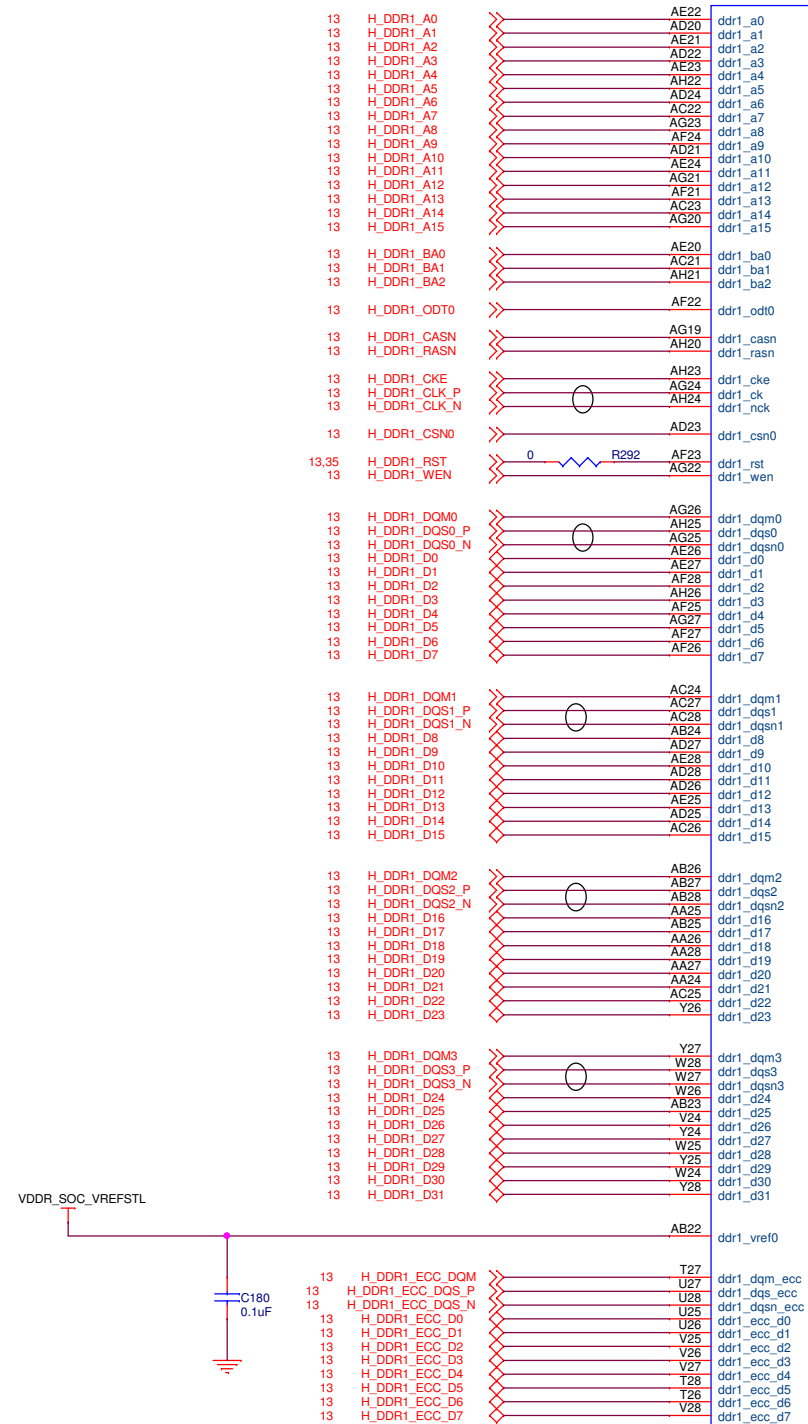 13 H_DDR1_A0 AE22 ddr1_a0
13 H_DDR1_A1 AD20 ddr1_a1
13 H_DDR1_A2 AE21 ddr1_a2
13 H_DDR1_A3 AD22 ddr1_a3
13 H_DDR1_A4 AE23 ddr1_a4
13 H_DDR1_A5 AH22 ddr1_a5
13 H_DDR1_A6 AD24 ddr1_a6
13 H_DDR1_A7 AC22 ddr1_a7
13 H_DDR1_A8 AG23 ddr1_a8
13 H_DDR1_A9 AF24 ddr1_a9
13 H_DDR1_A10 AD21 ddr1_a10
13 H_DDR1_A11 AE24 ddr1_a11
13 H_DDR1_A12 AG21 ddr1_a12
13 H_DDR1_A13 AF21 ddr1_a13
13 H_DDR1_A14 AC23 ddr1_a14
13 H_DDR1_A15 AG20 ddr1_a15
13 H_DDR1_BA0 AE20 ddr1_ba0
13 H_DDR1_BA1 AC21 ddr1_ba1
13 H_DDR1_BA2 AH21 ddr1_ba2
13 H_DDR1_ODT0 AF22 ddr1_odt0
13 H_DDR1_CASN AG19 ddr1_casn
13 H_DDR1_RASN AH20 ddr1_rasn
13 H_DDR1_CKE AH23 ddr1_cke
13 H_DDR1_CLK_P AG24 ddr1_ck
13 H_DDR1_CLK_N AH24 ddr1_nck
13 H_DDR1_CSN0 AD23 ddr1_csn0
13,35 H_DDR1_RST 0 R292 AF23 ddr1_rst
13 H_DDR1_WEN AG22 ddr1_wen
13 H_DDR1_DQM0 AG26 ddr1_dqm0
13 H_DDR1_DQS0_P AH25 ddr1_dqs0
13 H_DDR1_DQS0_N AG25 ddr1_dqsn0
13 H_DDR1_D0 AE26 ddr1_d0
13 H_DDR1_D1 AE27 ddr1_d1
13 H_DDR1_D2 AF28 ddr1_d2
13 H_DDR1_D3 AH26 ddr1_d3
13 H_DDR1_D4 AF25 ddr1_d4
13 H_DDR1_D5 AG27 ddr1_d5
13 H_DDR1_D6 AF27 ddr1_d6
13 H_DDR1_D7 AF26 ddr1_d7
13 H_DDR1_DQM1 AC24 ddr1_dqm1
13 H_DDR1_DQS1_P AC27 ddr1_dqs1
13 H_DDR1_DQS1_N AC28 ddr1_dqsn1
13 H_DDR1_D8 AB24 ddr1_d8
13 H_DDR1_D9 AD27 ddr1_d9
13 H_DDR1_D10 AE28 ddr1_d10
13 H_DDR1_D11 AD28 ddr1_d11
13 H_DDR1_D12 AD26 ddr1_d12
13 H_DDR1_D13 AE25 ddr1_d13
13 H_DDR1_D14 AD25 ddr1_d14
13 H_DDR1_D15 AC26 ddr1_d15
13 H_DDR1_DQM2 AB26 ddr1_dqm2
13 H_DDR1_DQS2_P AB27 ddr1_dqs2
13 H_DDR1_DQS2_N AB28 ddr1_dqsn2
13 H_DDR1_D16 AA25 ddr1_d16
13 H_DDR1_D17 AB25 ddr1_d17
13 H_DDR1_D18 AA26 ddr1_d18
13 H_DDR1_D19 AA28 ddr1_d19
13 H_DDR1_D20 AA27 ddr1_d20
13 H_DDR1_D21 AA24 ddr1_d21
13 H_DDR1_D22 AC25 ddr1_d22
13 H_DDR1_D23 Y26 ddr1_d23
13 H_DDR1_DQM3 Y27 ddr1_dqm3
13 H_DDR1_DQS3_P W28 ddr1_dqs3
13 H_DDR1_DQS3_N W27 ddr1_dqsn3
13 H_DDR1_D24 W26 ddr1_d24
13 H_DDR1_D25 AB23 ddr1_d25
13 H_DDR1_D26 V24 ddr1_d26
13 H_DDR1_D27 Y24 ddr1_d27
13 H_DDR1_D28 W25 ddr1_d28
13 H_DDR1_D29 Y25 ddr1_d29
13 H_DDR1_D30 W24 ddr1_d30
13 H_DDR1_D31 Y28 ddr1_d31
VDDR_SOC_VREFSTL
AB22 ddr1_vref0
C180
0.1uF
13 H_DDR1_ECC_DQM T27 ddr1_dqm_ecc
13 H_DDR1_ECC_DQS_P U27 ddr1_dqs_ecc
13 H_DDR1_ECC_DQS_N U28 ddr1_dqsn_ecc
13 H_DDR1_ECC_D0 U25 ddr1_ecc_d0
13 H_DDR1_ECC_D1 U26 ddr1_ecc_d1
13 H_DDR1_ECC_D2 V25 ddr1_ecc_d2
13 H_DDR1_ECC_D3 V26 ddr1_ecc_d3
13 H_DDR1_ECC_D4 V27 ddr1_ecc_d4
13 H_DDR1_ECC_D5 T28 ddr1_ecc_d5
13 H_DDR1_ECC_D6 T26 ddr1_ecc_d6
13 H_DDR1_ECC_D7 V28 ddr1_ecc_d7